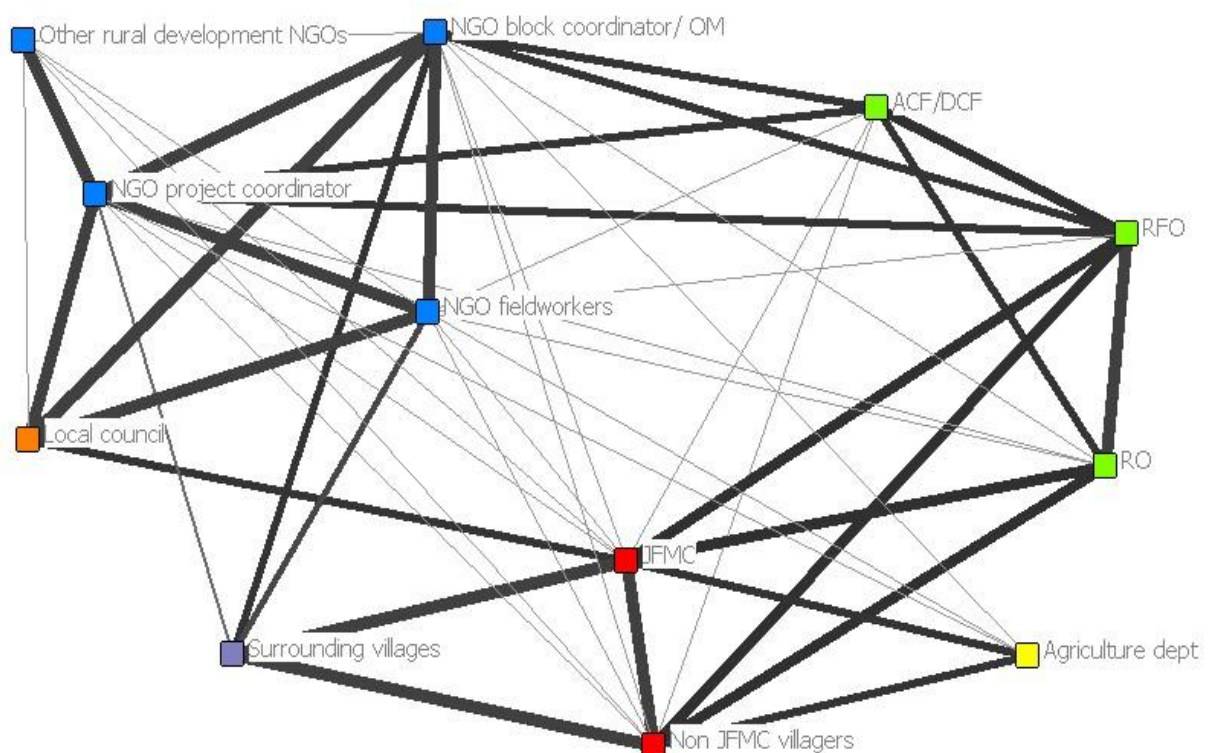 NGO block coordinator/ OM
Other rural development NGOs
ACF/DCF
NGO project coordinator
RFO
NGO fieldworkers
Local council
RO
JFMC
Surrounding villages
Agriculture dept
Non JFMC villagers